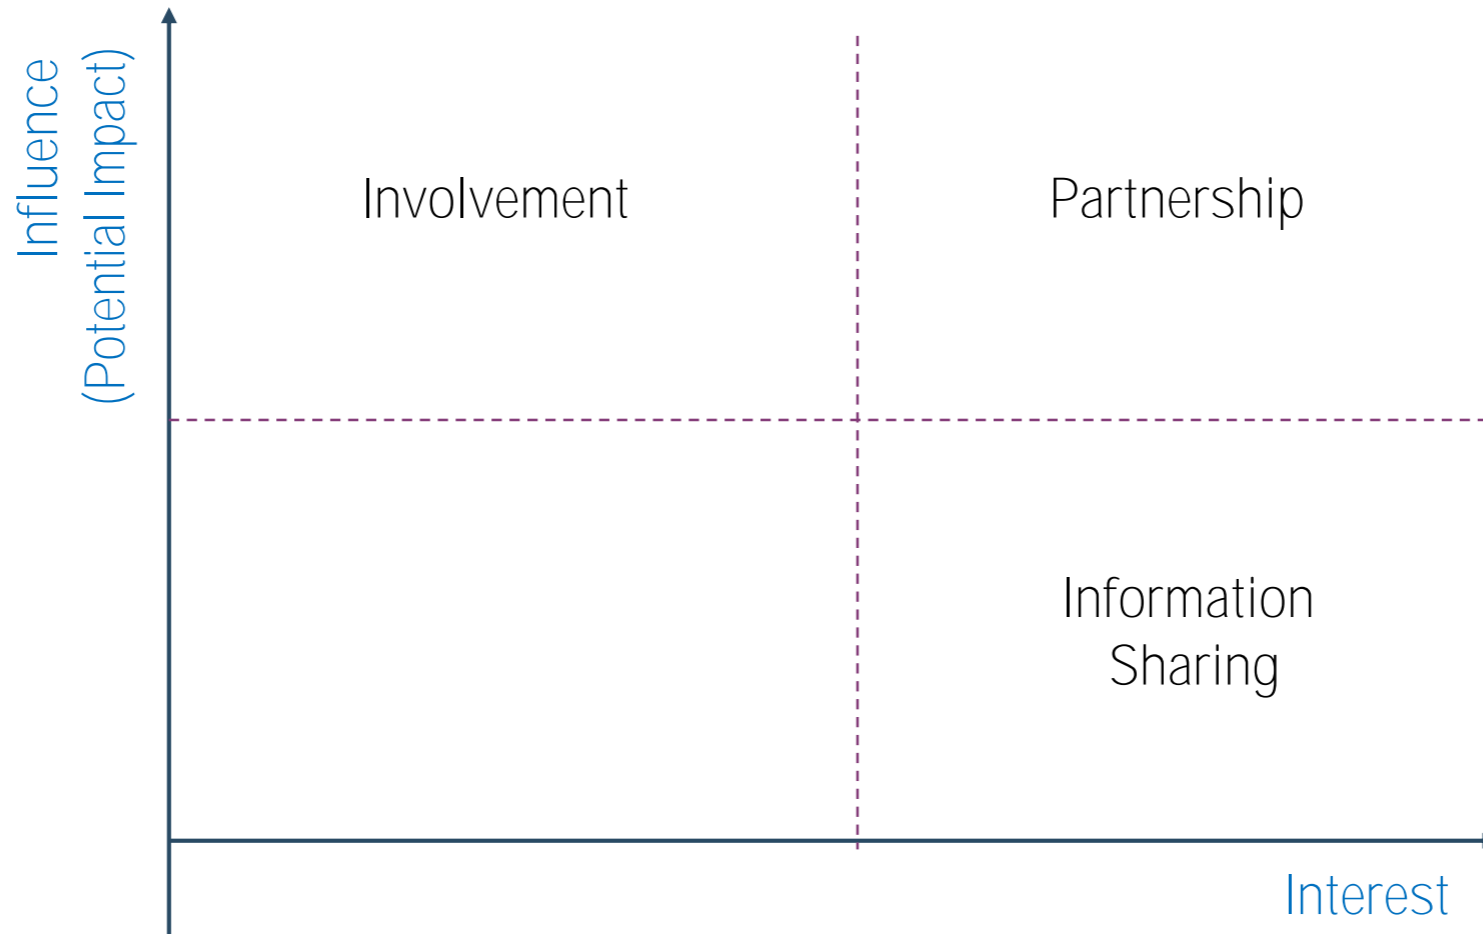 Influence
(Potential Impact)
Involvement
Partnership
Information
Sharing
Interest